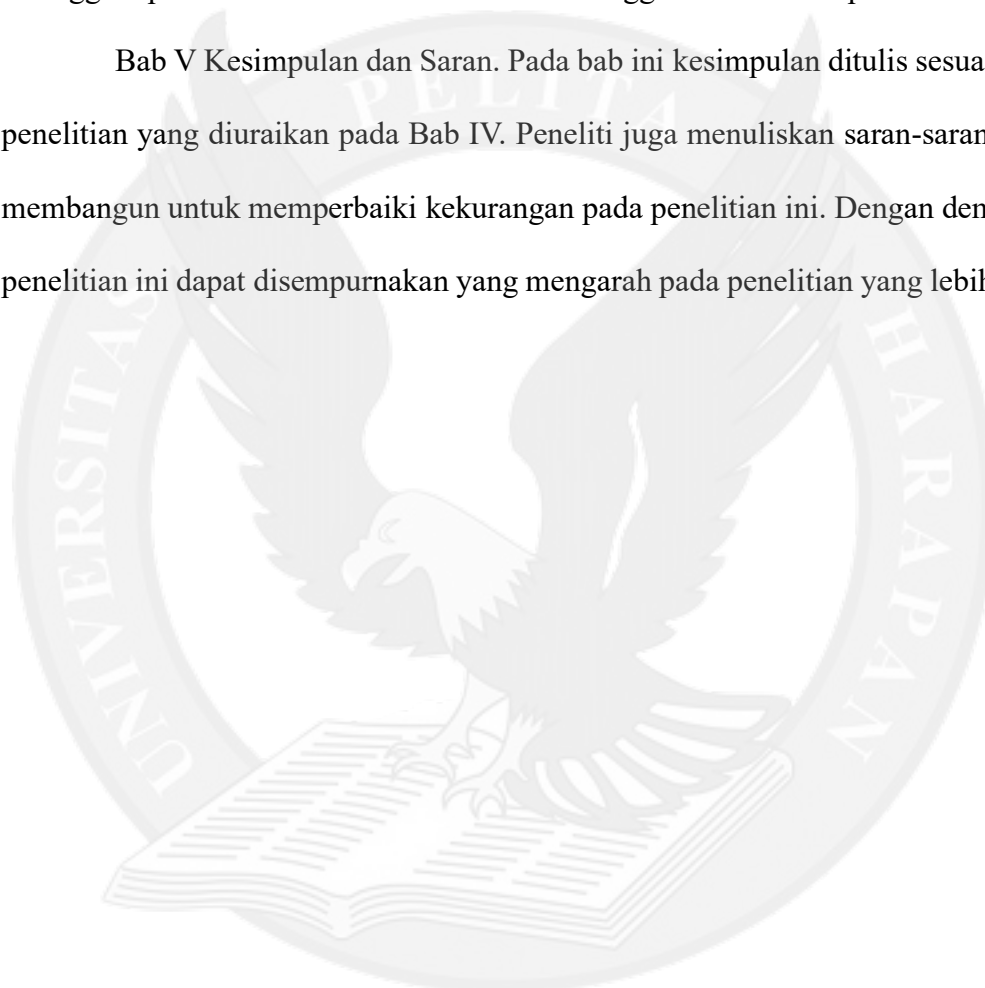 Bab V Kesimpulan dan Saran. Pada bab ini kesimpulan ditulis sesua
penelitian yang diuraikan pada Bab IV. Peneliti juga menuliskan saran-saran
membangun untuk memperbaiki kekurangan pada penelitian ini. Dengan dem
penelitian ini dapat disempurnakan yang mengarah pada penelitian yang lebih
UNIVERSITAS PELITA HARAPAN